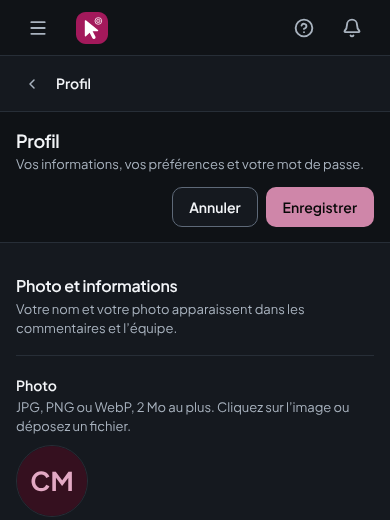 Profil
Profil
Vos informations, vos préférences et votre mot de passe.
Annuler
Enregistrer
Photo et informations
Votre nom et votre photo apparaissent dans les
commentaires et l’équipe.
Photo
JPG, PNG ou WebP, 2 Mo au plus. Cliquez sur l’image ou
déposez un fichier.
CM